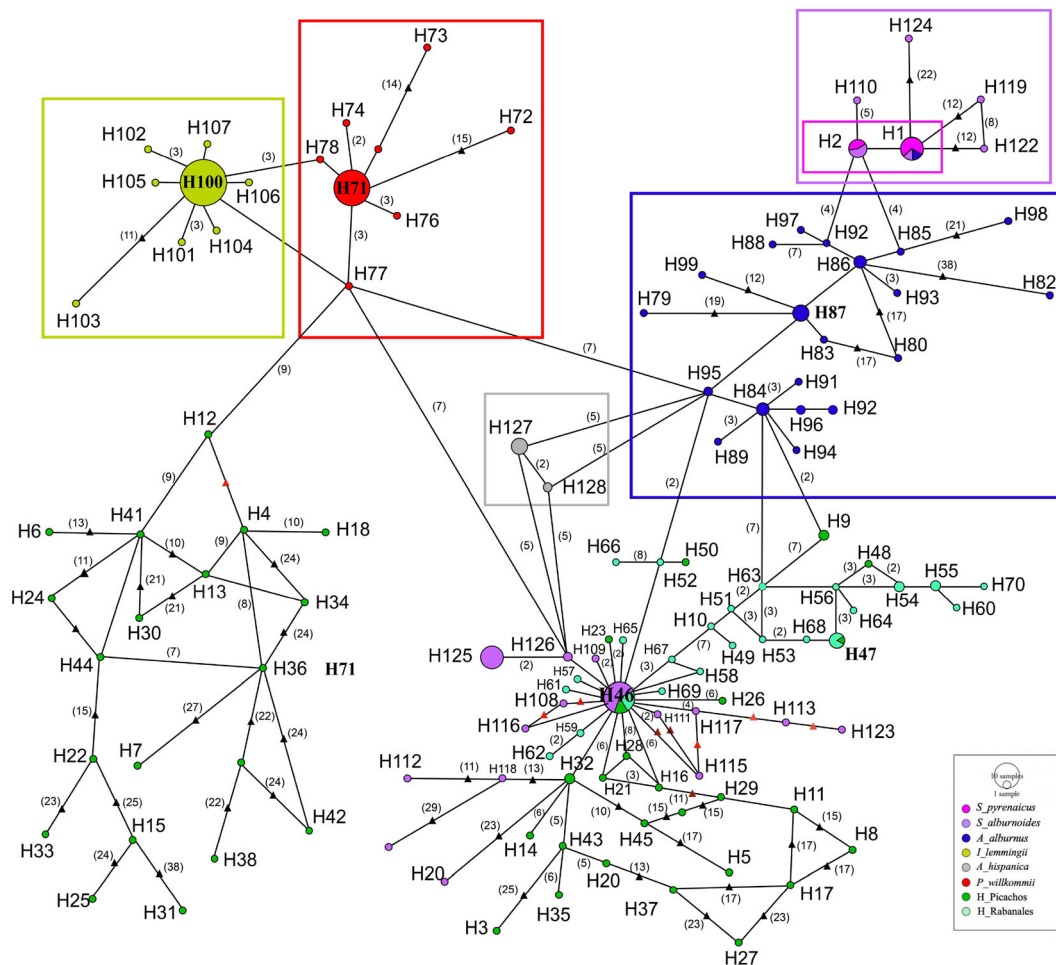 H124
H73
(22)
H110
H119
(14)
(5)
(12)
H74
H72
H102
H107
H2
H1
(8)
(2)
(15)
(3)
(3)
H78
(12)
H122
H105
H100
H106
H71
H76
(3)
(3)
H104
(11)
H101
(3)
(4)
(4)
H97
H92
H85
(21)
H98
H88
(7)
H86
H77
H99
(12)
(3)
(38)
H82
H103
H79
(19)
H93
H87
(17)
H83
H80
(17)
(7)
(9)
H95
H84
(3)
H91
(7)
H96
H92
(3)
H89
H94
(5)
H127
(2)
(5)
H128
H12
(2)
(2)
(9)
(5)
(5)
H6
(13)
H41
H4
(10)
H18
(10)
(9)
(24)
(11)
(21)
H13
H24
(21)
H30
H34
(8)
(24)
H44
(7)
H36
H71
(7)
H9
(7)
H66
(8)
H50
H52
H48
H63
(3)
(2)
H55
H70
(2)
H56
(3)
H54
H51
H10
(3)
H64
H60
(3)
(2)
H68
H53
H49
(7)
H47
H23
H65
H126
H109
(2)
H67
H125
(2)
(3)
H58
H57
H61
H46
H69
(6)
H26
H108
(4)
H111
H117
H113
H116
H59
(8)
H123
(2)
H28
(6)
(6)
H62
H115
(15)
(27)
(22)
(24)
H7
H22
H112
(11)
H118
(13)
H32
(3)
H21
H16
(11)
H29
H11
(24)
(23)
(25)
(29)
(23)
(6)
(10)
(15)
(15)
(15)
(22)
H14
(5)
H45
H33
H15
H42
H43
(17)
(17)
H8
H38
(24)
(38)
H20
(6)
(5)
H20
(13)
H5
(17)
H25
H31
(25)
H35
H37
(17)
H17
H3
(23)
(23)
H27
10 samples
1 sample
S_pyrenaicus
S_alburnoides
A_alburnus
I_lemmingii
A_hispanica
P_willkommii
H_Picachos
H_Rabanales